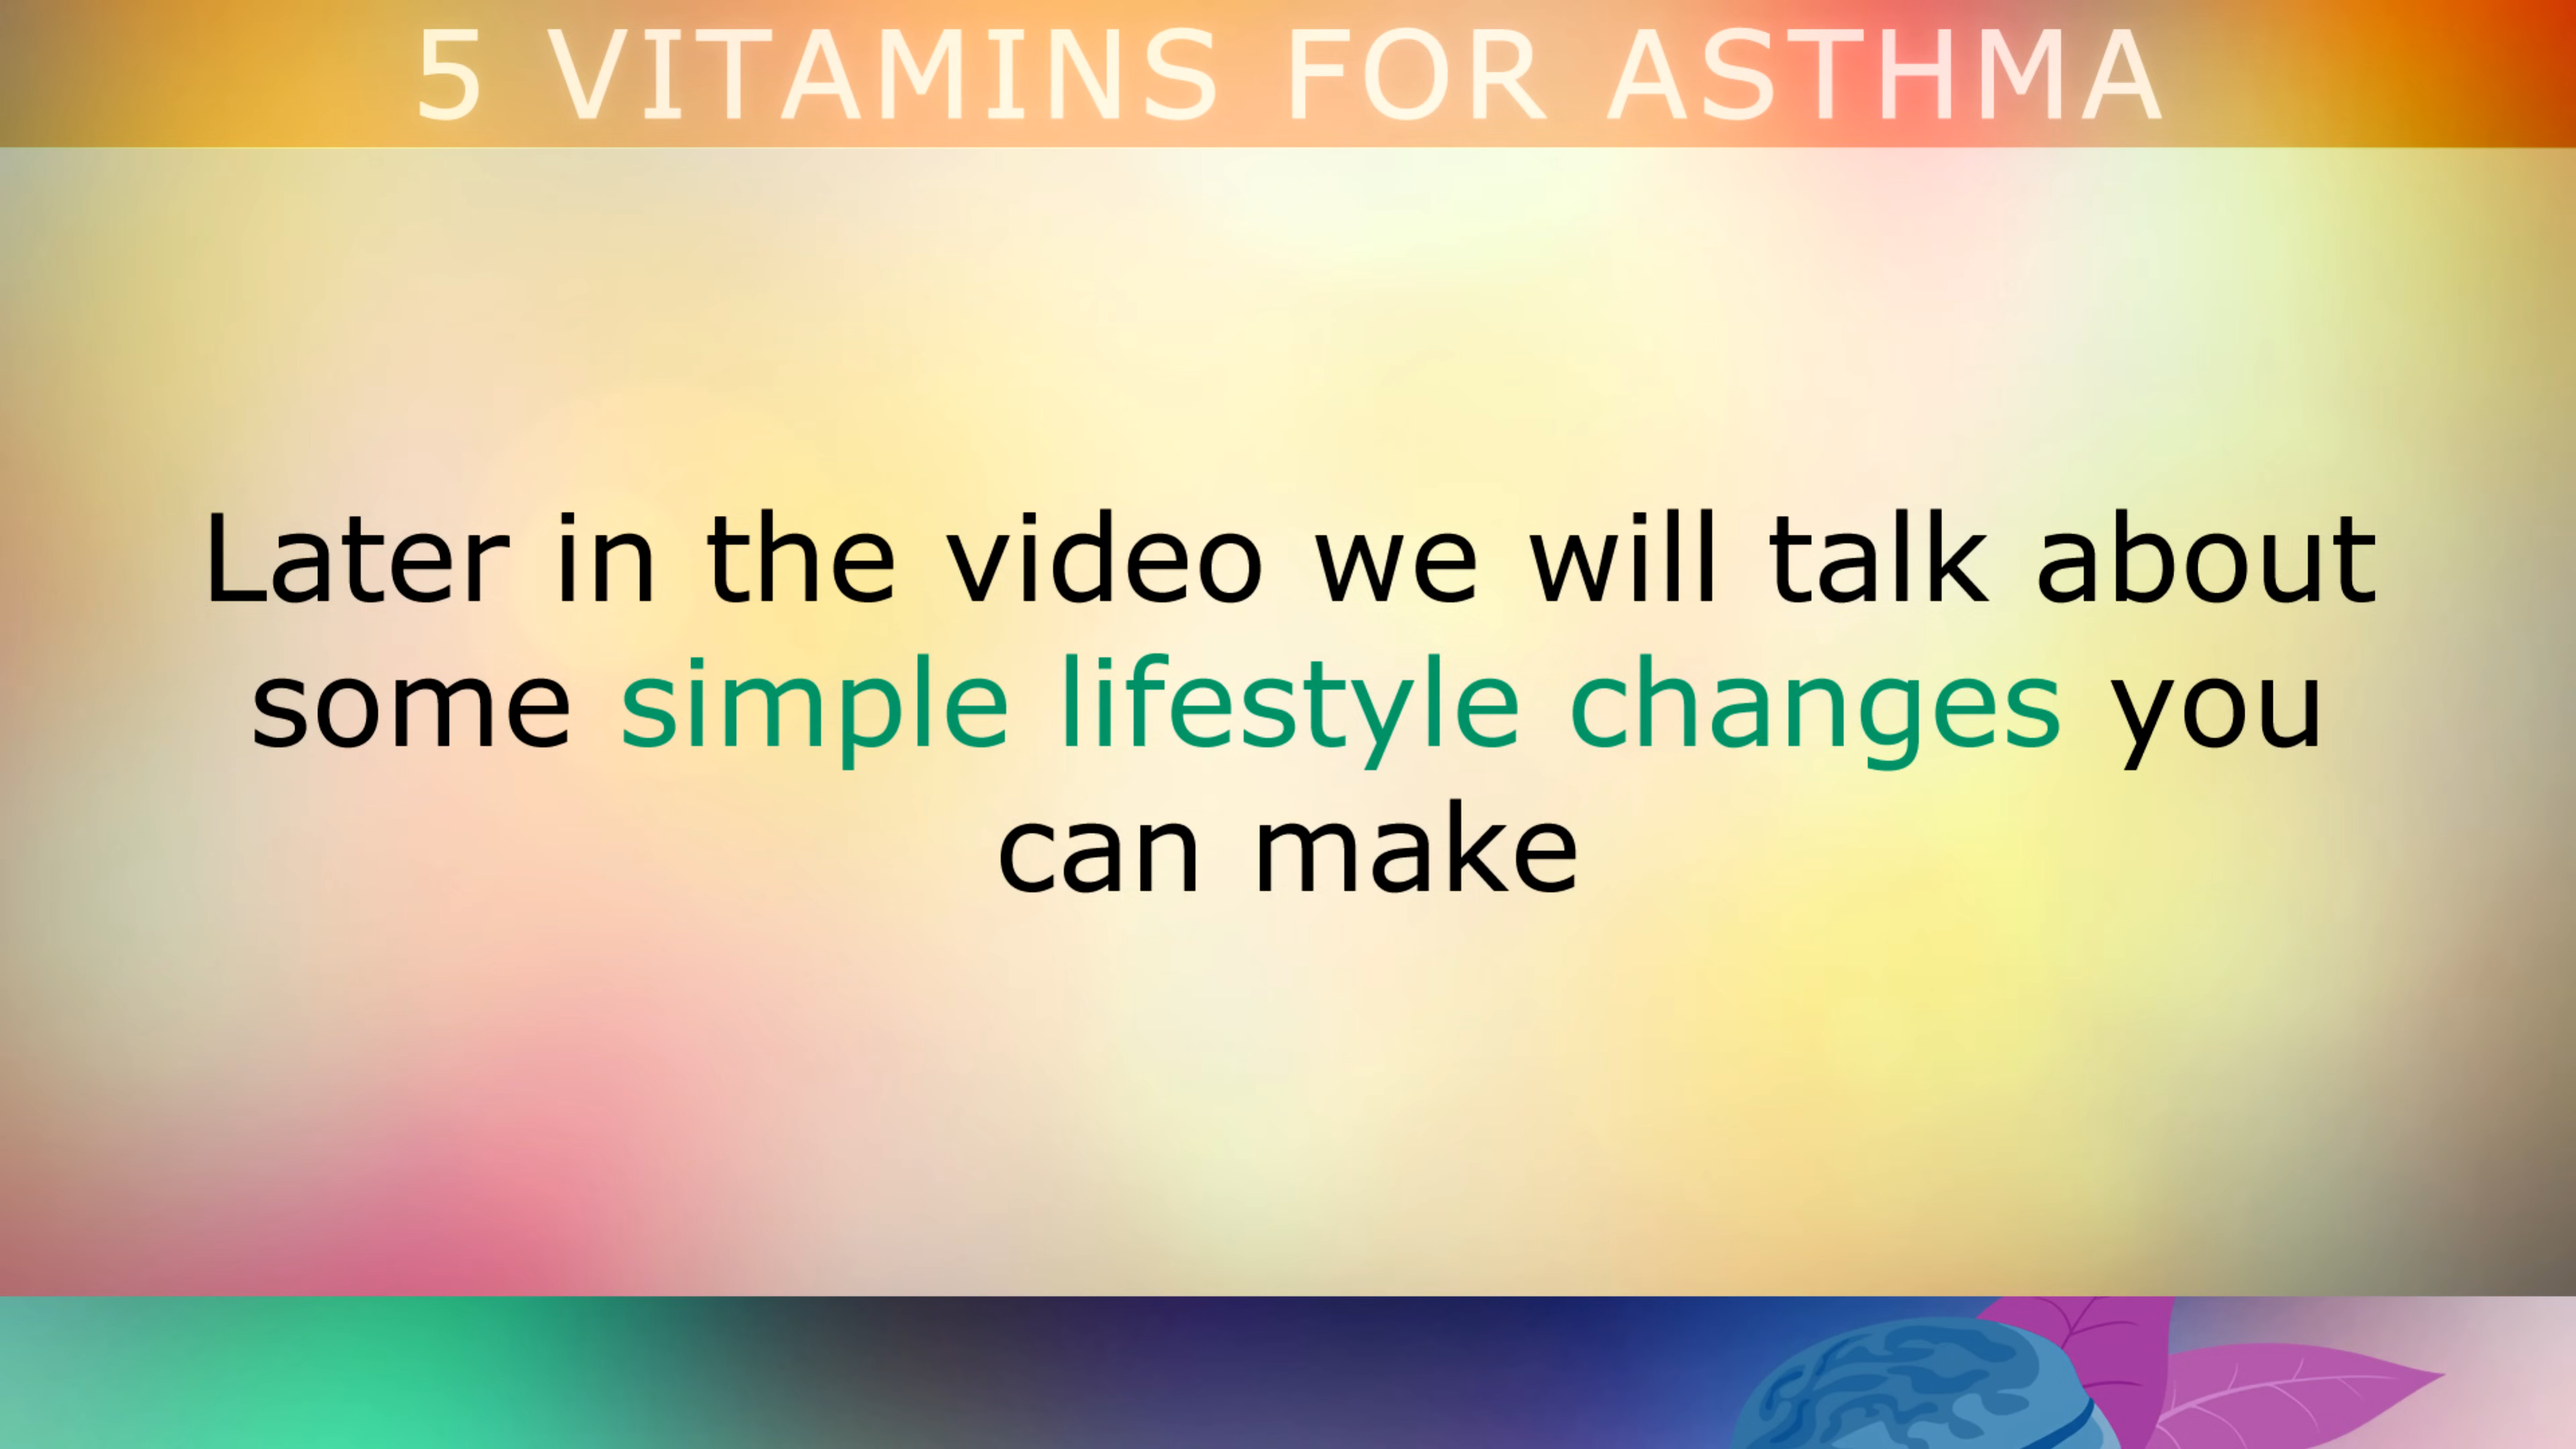 5 VITAMINS FOR ASTHMA
Later in the video we will talk about
some simple lifestyle changes you
can make